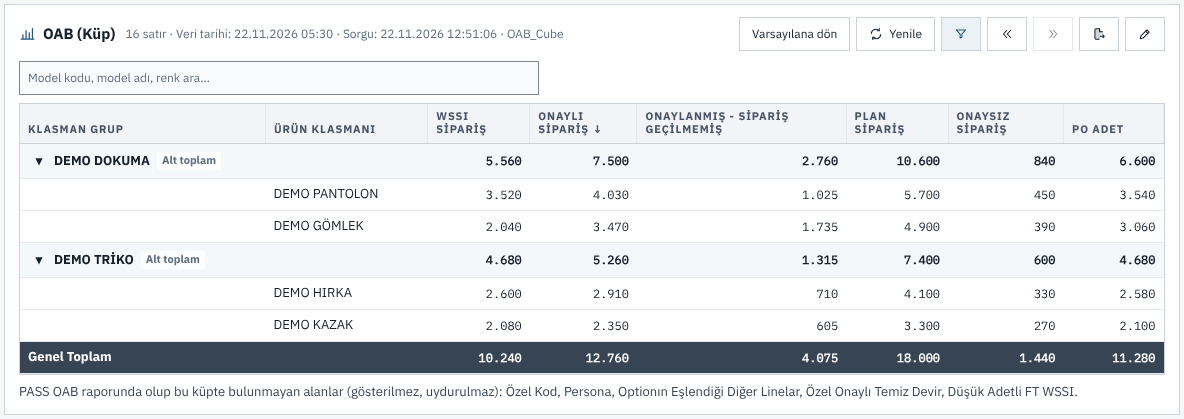 OAB (Küp) 16 satır · Veri tarihi: 22.11.2026 05:30 · Sorgu: 22.11.2026 12:51:06 · OAB_Cube Varsayılana dön Yenile
Model kodu, model adı, renk ara...
KLASMAN GRUP ÜRÜN KLASMANI WSSI SİPARİŞ ONAYLI SİPARİŞ ↓ ONAYLANMIŞ - SİPARİŞ GEÇİLMEMİŞ PLAN SİPARİŞ ONAYSIZ SİPARİŞ PO ADET
▼ DEMO DOKUMA Alt toplam 5.560 7.500 2.760 10.600 840 6.600
DEMO PANTOLON 3.520 4.030 1.025 5.700 450 3.540
DEMO GÖMLEK 2.040 3.470 1.735 4.900 390 3.060
▼ DEMO TRİKO Alt toplam 4.680 5.260 1.315 7.400 600 4.680
DEMO HIRKA 2.600 2.910 710 4.100 330 2.580
DEMO KAZAK 2.080 2.350 605 3.300 270 2.100
Genel Toplam 10.240 12.760 4.075 18.000 1.440 11.280
PASS OAB raporunda olup bu küpte bulunmayan alanlar (gösterilmez, uydurulmaz): Özel Kod, Persona, Optionın Eşlendiği Diğer Linelar, Özel Onaylı Temiz Devir, Düşük Adetli FT WSSI.